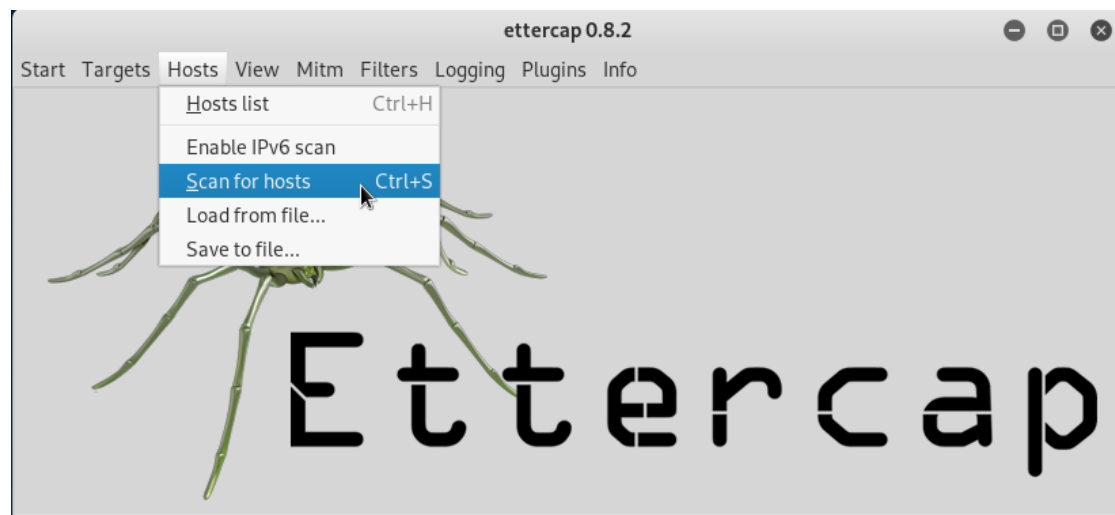 ettercap 0.8.2
Start Targets Hosts View Mitm Filters Logging Plugins Info
Hosts list Ctrl+H
Enable IPv6 scan
Scan for hosts Ctrl+S
Load from file...
Save to file...
Ettercap